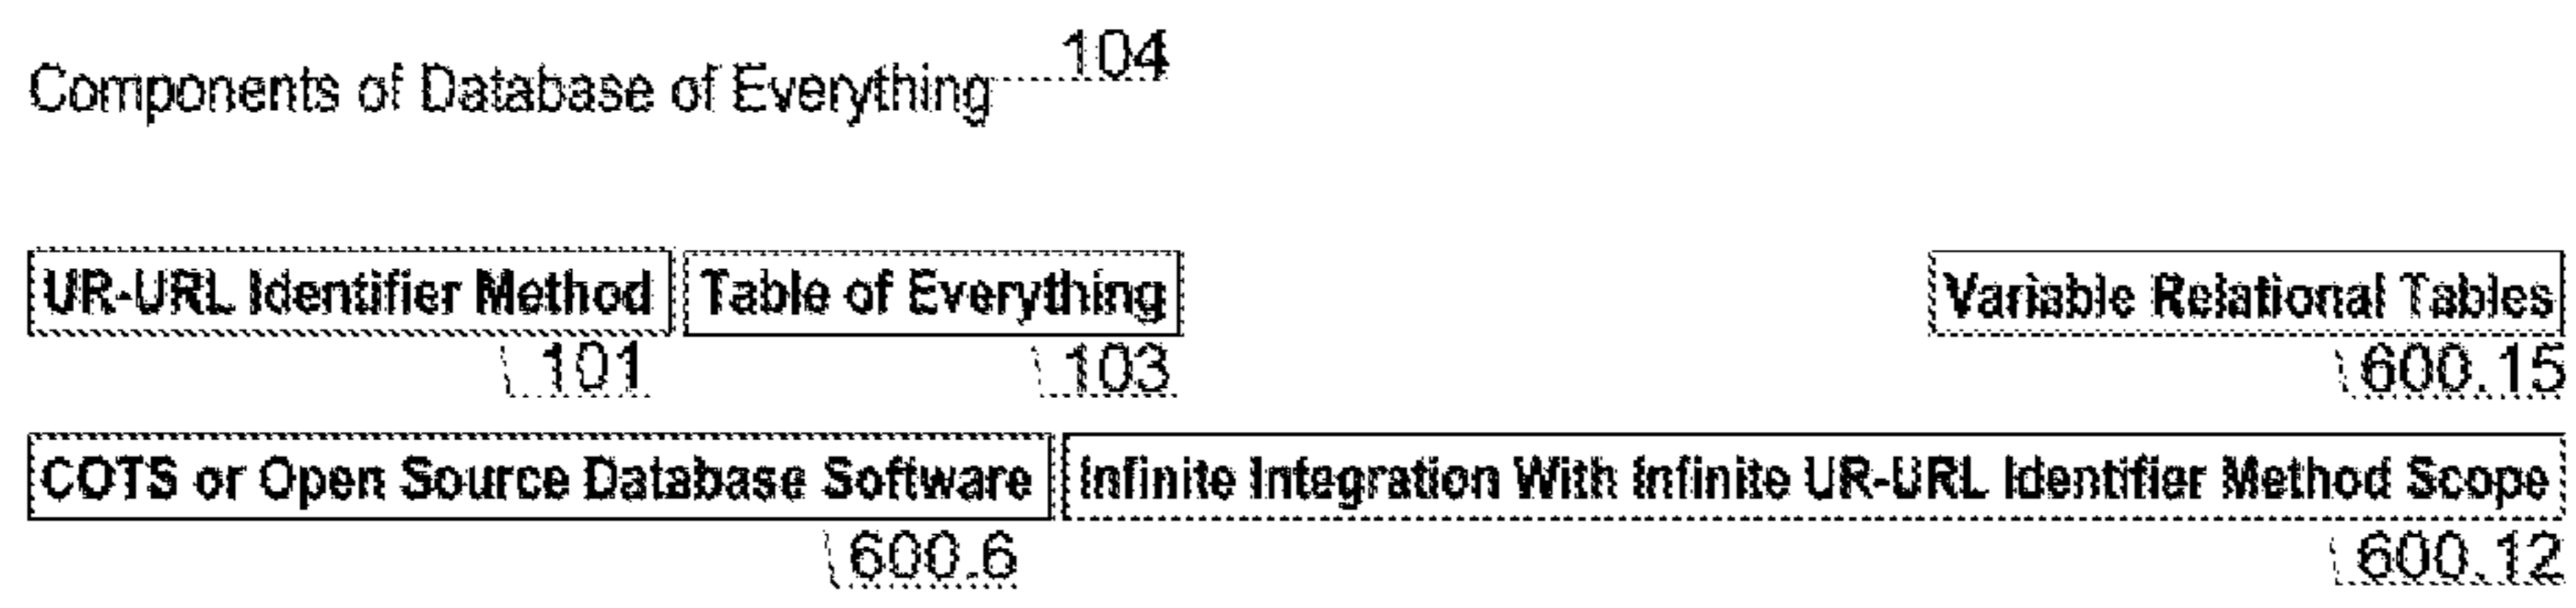 Components of Database of Everything 104
UR-URL Identifier Method Table of Everything Variable Relational Tables
101 103 600.15
COTS or Open Source Database Software Infinite Integration With Infinite UR-URL Identifier Method Scope
600.6 600.12